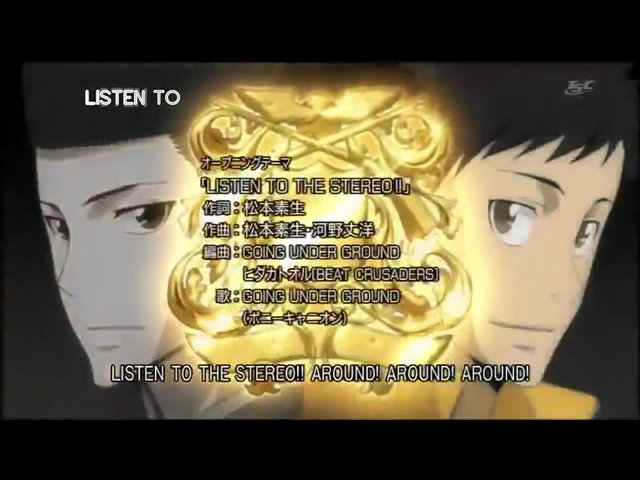 LISTEN TO
オープニングテーマ
「LISTEN TO THE STEREO!!」
作詞：松本素生
作曲：松本素生・河野丈洋
編曲：GOING UNDER GROUND
ヒダカトオル(BEAT CRUSADERS)
歌：GOING UNDER GROUND
(ポニーキャニオン)
LISTEN TO THE STEREO!! AROUND! AROUND! AROUND!